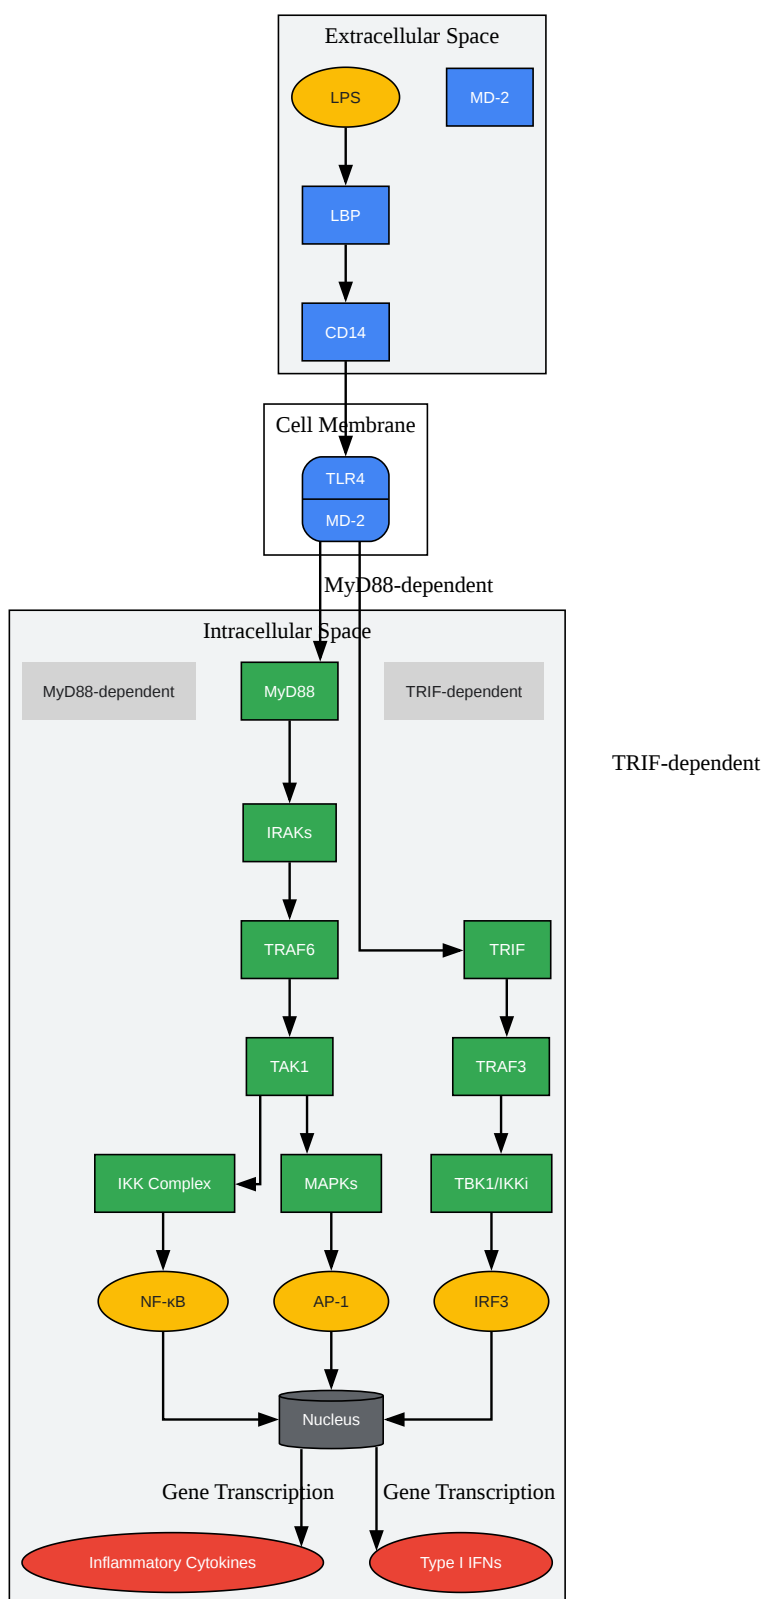 Extracellular Space
LPS
MD-2
LBP
CD14
Cell Membrane
TLR4
MD-2
MyD88-dependent
Intracellular Space
MyD88-dependent
MyD88
TRIF-dependent
TRIF-dependent
IRAKs
TRAF6
TRIF
TAK1
TRAF3
IKK Complex
MAPKs
TBK1/IKKi
NF-κB
AP-1
IRF3
Nucleus
Gene Transcription
Gene Transcription
Inflammatory Cytokines
Type I IFNs